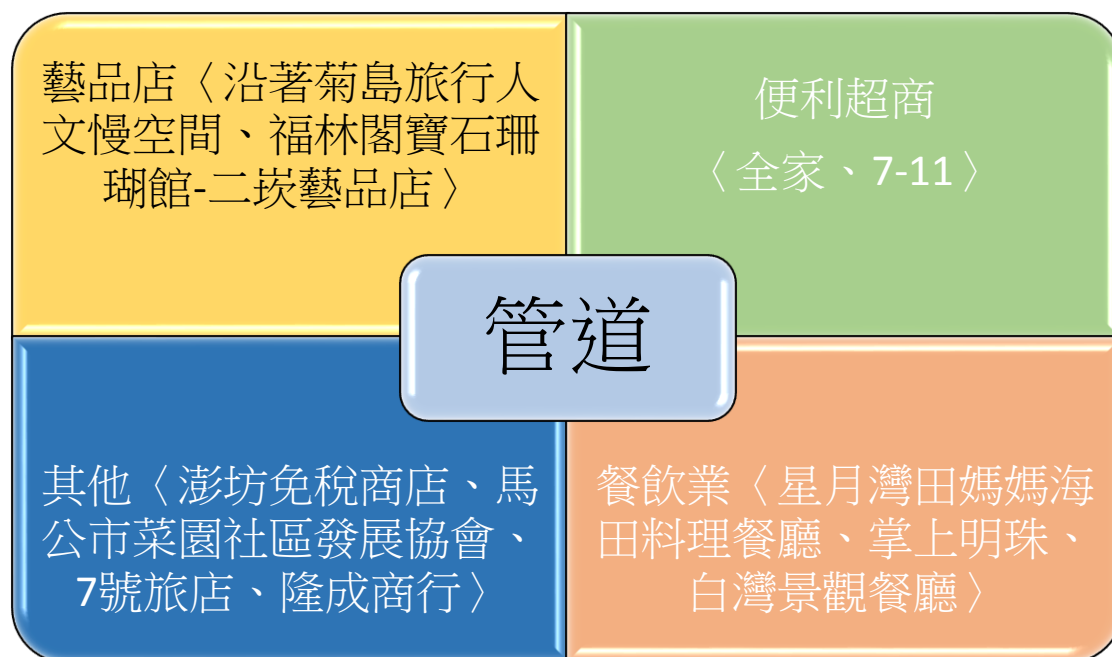 藝品店〈沿著菊島旅行人
文慢空間、福林閣寶石珊
瑚館-二崁藝品店〉
便利超商
〈全家、7-11〉
管道
其他〈澎坊免稅商店、馬
公市菜園社區發展協會、
7號旅店、隆成商行〉
餐飲業〈星月灣田媽媽海
田料理餐廳、掌上明珠、
白灣景觀餐廳〉